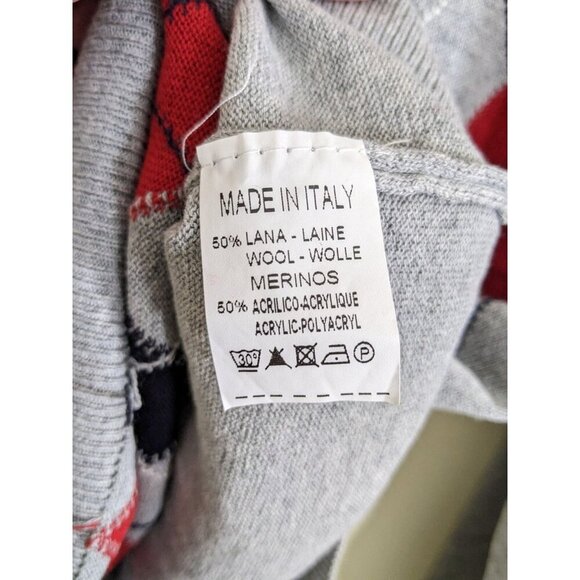 MADE IN ITALY
50% LANA - LAINE
WOOL - WOLLE
MERINOS
50% ACRILICO-ACRYLIQUE
ACRYLIC-POLYACRYL
30° P